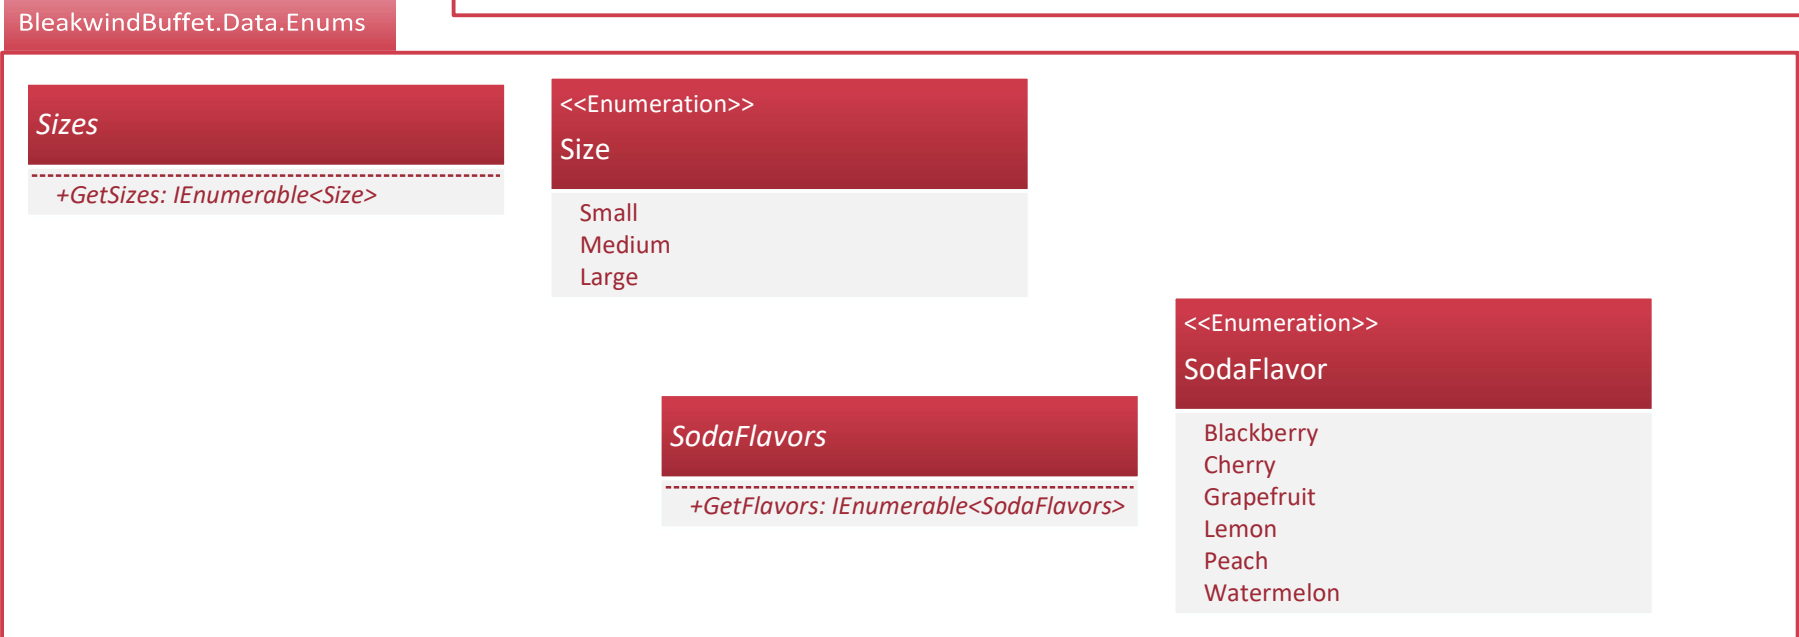 BleakwindBuffet.Data.Enums
Sizes
+GetSizes: IEnumerable<Size>
<<Enumeration>>
Size
Small
Medium
Large
SodaFlavors
+GetFlavors: IEnumerable<SodaFlavors>
<<Enumeration>>
SodaFlavor
Blackberry
Cherry
Grapefruit
Lemon
Peach
Watermelon